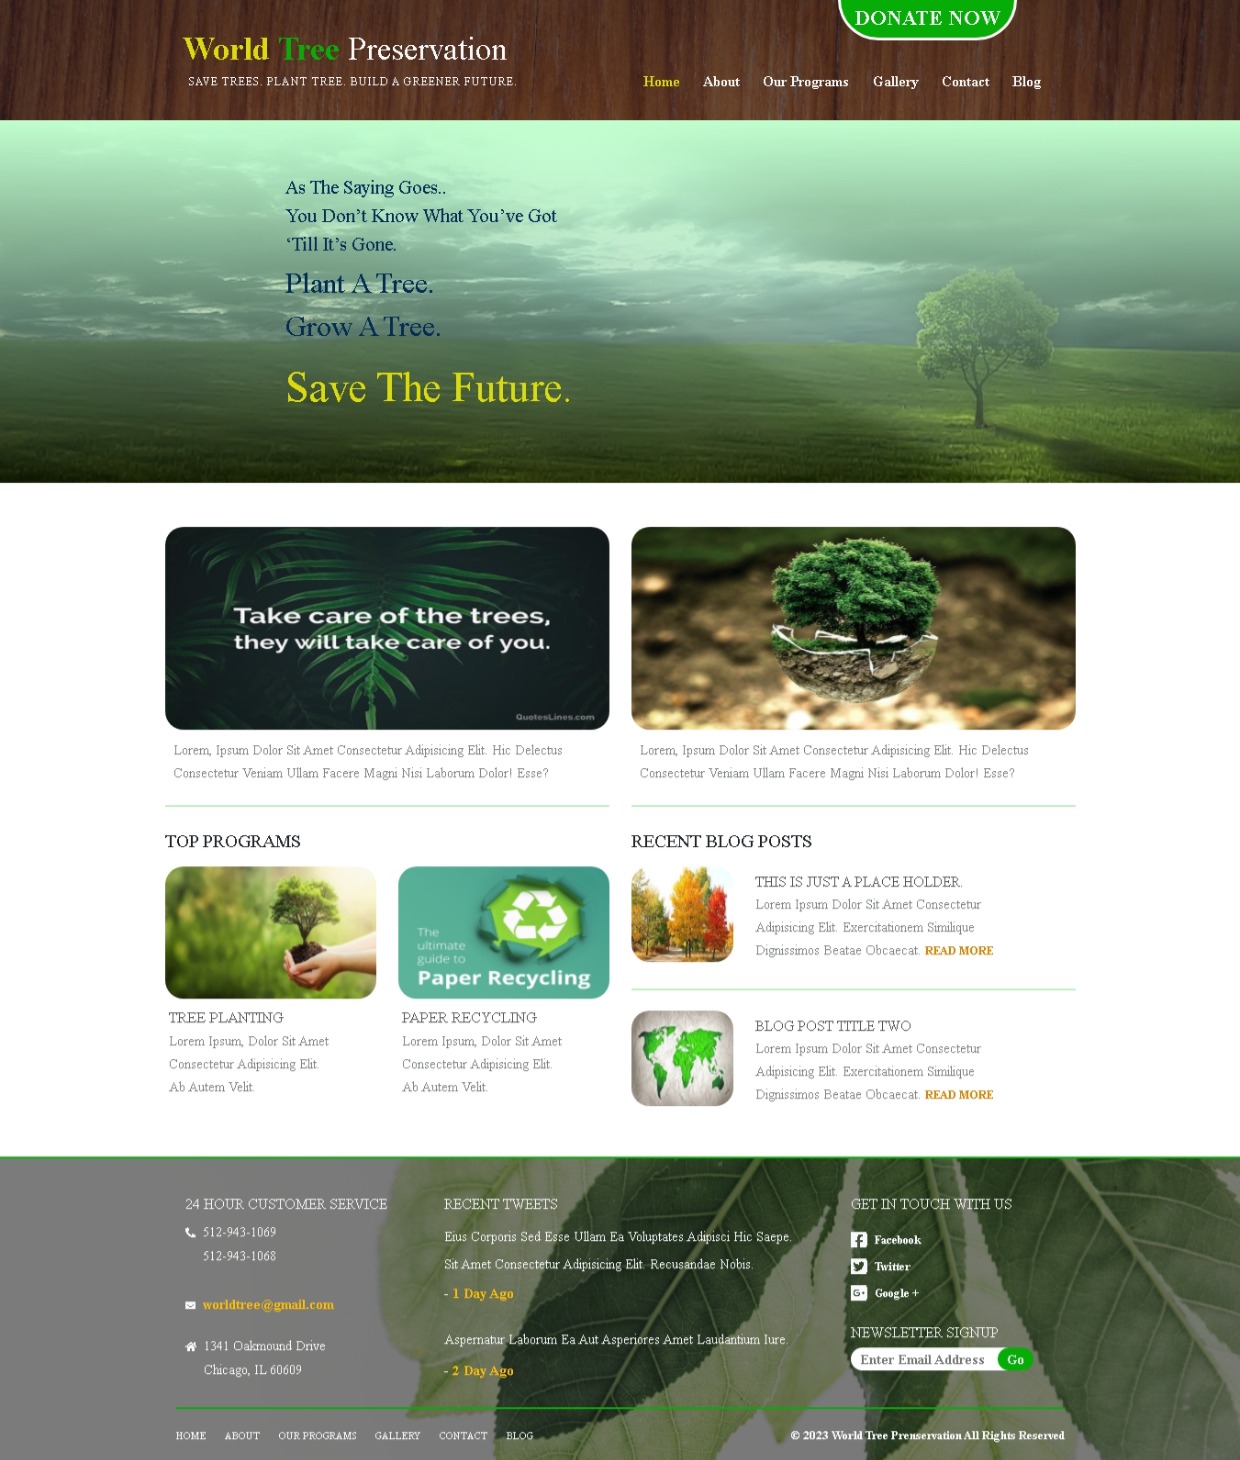 DONATE NOW
World Tree Preservation
SAVE TREES. PLANT TREE. BUILD A GREENER FUTURE.
Home About Our Programs Gallery Contact Blog
As The Saying Goes..
You Don’t Know What You’ve Got
‘Till It’s Gone.
Plant A Tree.
Grow A Tree.
Save The Future.
Take care of the trees,
they will take care of you.
QuotesLines.com
Lorem, Ipsum Dolor Sit Amet Consectetur Adipisicing Elit. Hic Delectus
Consectetur Veniam Ullam Facere Magni Nisi Laborum Dolor! Esse?
Lorem, Ipsum Dolor Sit Amet Consectetur Adipisicing Elit. Hic Delectus
Consectetur Veniam Ullam Facere Magni Nisi Laborum Dolor! Esse?
TOP PROGRAMS
The
ultimate
guide to
Paper Recycling
TREE PLANTING
Lorem Ipsum, Dolor Sit Amet
Consectetur Adipisicing Elit.
Ab Autem Velit.
PAPER RECYCLING
Lorem Ipsum, Dolor Sit Amet
Consectetur Adipisicing Elit.
Ab Autem Velit.
RECENT BLOG POSTS
THIS IS JUST A PLACE HOLDER.
Lorem Ipsum Dolor Sit Amet Consectetur
Adipisicing Elit. Exercitationem Similique
Dignissimos Beatae Obcaecat. READ MORE
BLOG POST TITLE TWO
Lorem Ipsum Dolor Sit Amet Consectetur
Adipisicing Elit. Exercitationem Similique
Dignissimos Beatae Obcaecat. READ MORE
24 HOUR CUSTOMER SERVICE
512-943-1069
512-943-1068
worldtree@gmail.com
1341 Oakmound Drive
Chicago, IL 60609
RECENT TWEETS
Eius Corporis Sed Esse Ullam Ea Voluptates Adipisci Hic Saepe.
Sit Amet Consectetur Adipisicing Elit. Recusandae Nobis.
- 1 Day Ago
Aspernatur Laborum Ea Aut Asperiores Amet Laudantium Iure.
- 2 Day Ago
GET IN TOUCH WITH US
Facebook
Twitter
Google +
NEWSLETTER SIGNUP
Enter Email Address Go
HOME ABOUT OUR PROGRAMS GALLERY CONTACT BLOG
© 2023 World Tree Prenservation All Rights Reserved